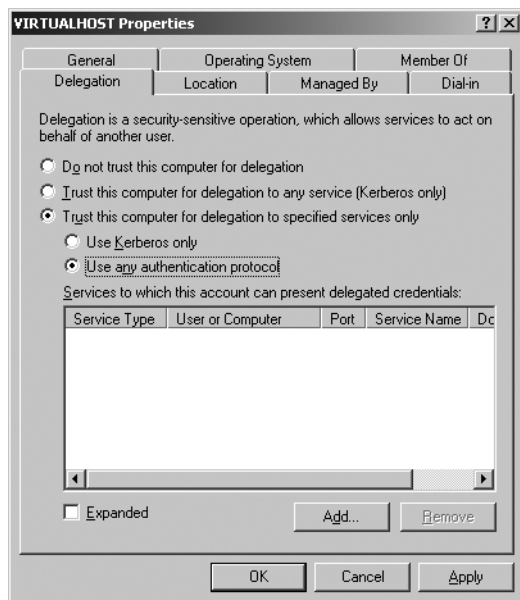 VIRTUALHOST Properties
General
Operating System
Member Of
Delegation
Location
Managed By
Dial-in
Delegation is a security-sensitive operation, which allows services to act on
behalf of another user.
Do not trust this computer for delegation
Trust this computer for delegation to any service (Kerberos only)
Trust this computer for delegation to specified services only
Use Kerberos only
Use any authentication protocol
Services to which this account can present delegated credentials:
Service Type User or Computer Port Service Name Do
Expanded
Add...
Remove
OK
Cancel
Apply